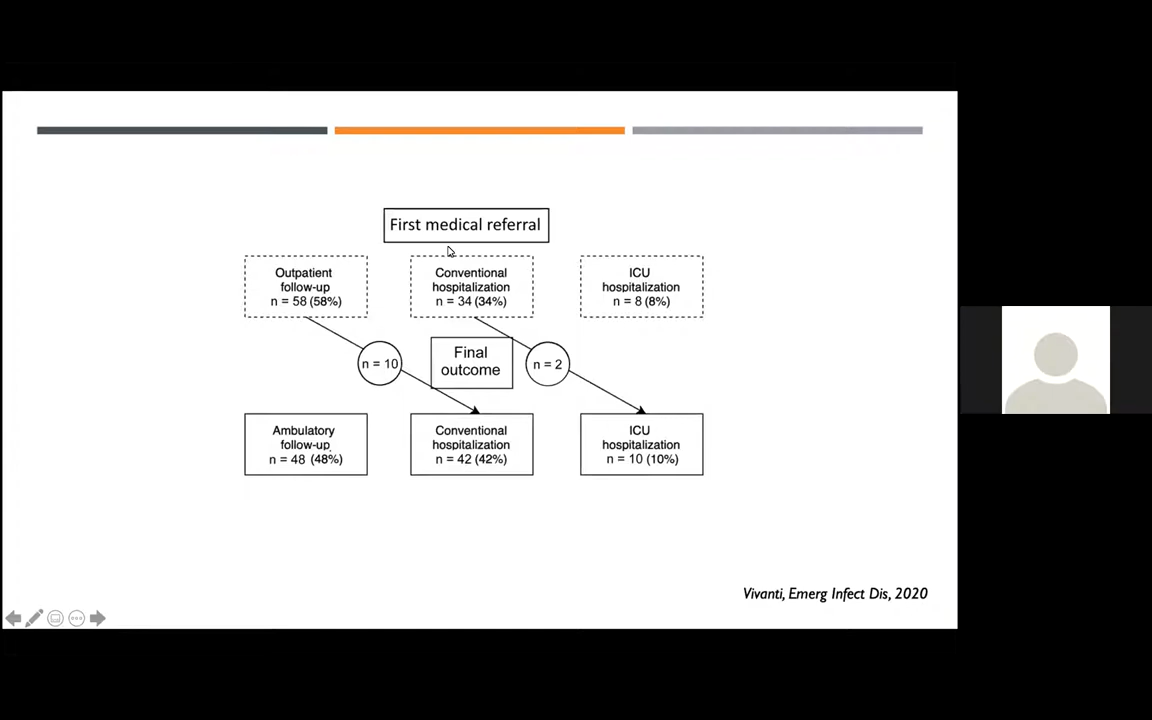 First medical referral
Outpatient
follow-up
n = 58 (58%)
Conventional
hospitalization
n = 34 (34%)
ICU
hospitalization
n = 8 (8%)
n = 10
Final
outcome
n = 2
Ambulatory
follow-up
n = 48 (48%)
Conventional
hospitalization
n = 42 (42%)
ICU
hospitalization
n = 10 (10%)
Vivanti, Emerg Infect Dis, 2020